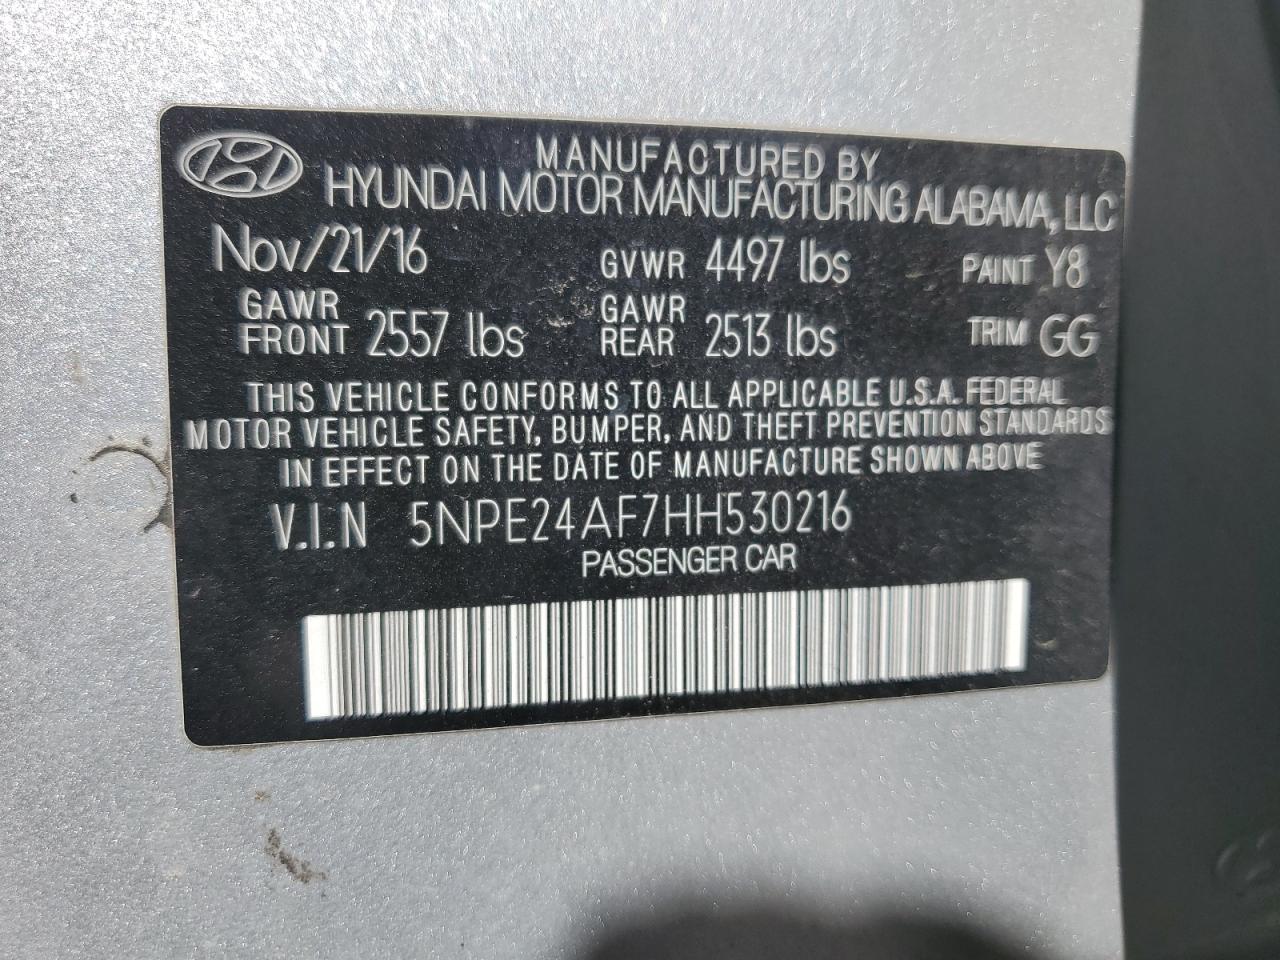 MANUFACTURED BY
HYUNDAI MOTOR MANUFACTURING ALABAMA, LLC
Nov/21/16 GVWR 4497 lbs PAINT Y8
GAWR FRONT 2557 lbs GAWR REAR 2513 lbs TRIM GG
THIS VEHICLE CONFORMS TO ALL APPLICABLE U.S.A. FEDERAL
MOTOR VEHICLE SAFETY, BUMPER, AND THEFT PREVENTION STANDARDS
IN EFFECT ON THE DATE OF MANUFACTURE SHOWN ABOVE
V.I.N 5NPE24AF7HH530216
PASSENGER CAR